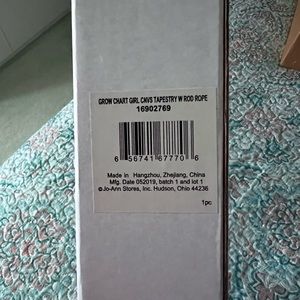 GROW CHART GIRL CNVS TAPESTRY W ROD ROPE
16902769
6 56741 67770 6
Made in Hangzhou, Zhejiang, China
Mfg. Date 052019, batch 1 and lot 1
©Jo-Ann Stores, Inc. Hudson, Ohio 44236
1pc